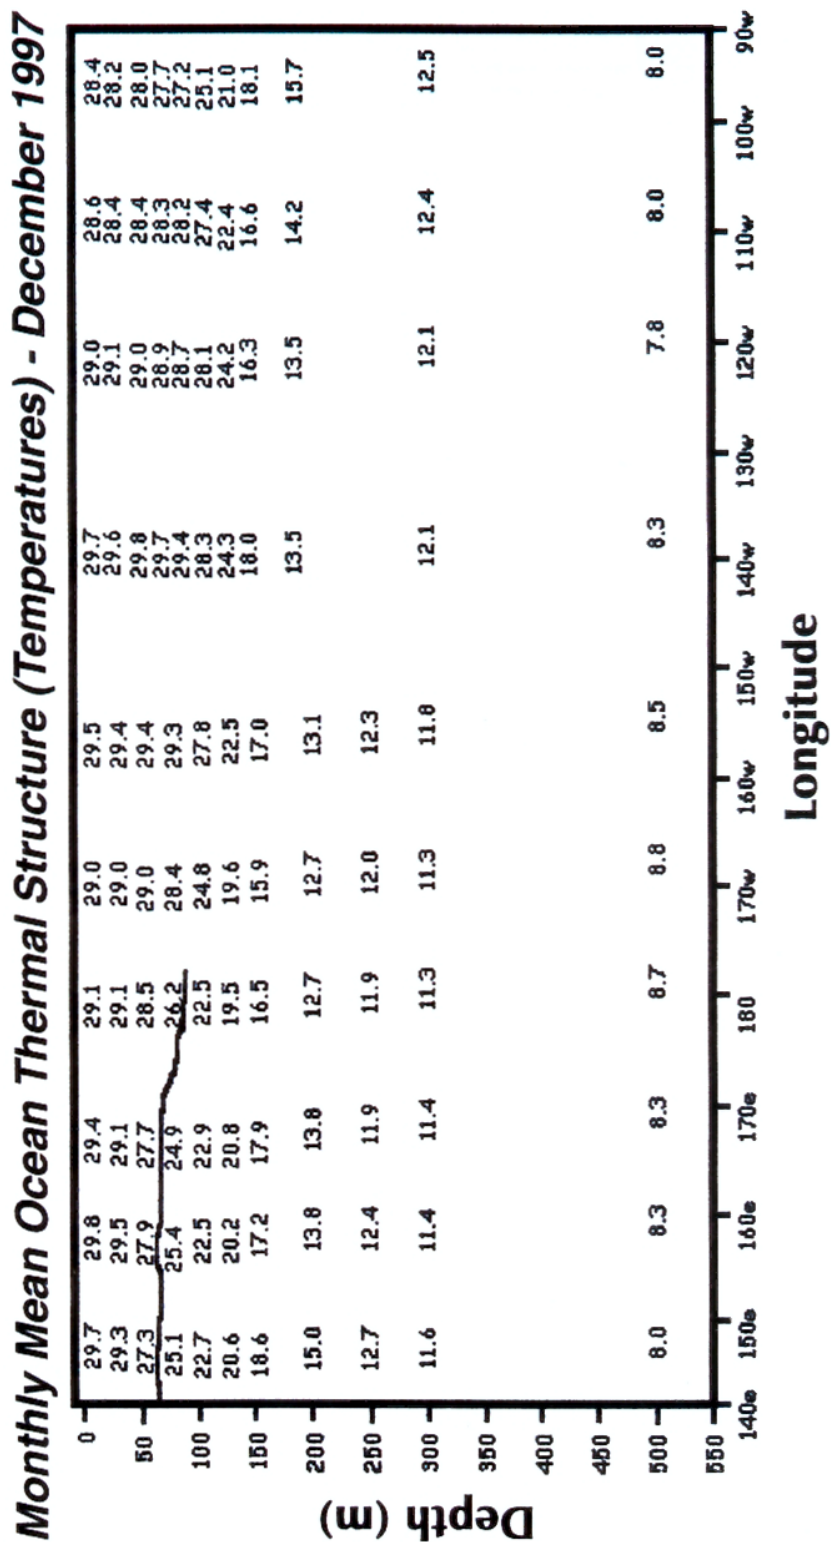 Monthly Mean Ocean Thermal Structure (Temperatures) - December 1997
Depth (m)
0 29.7 29.8 29.4 29.1 29.0 29.5 29.7 29.0 28.6 28.4
29.3 29.5 29.1 29.1 29.0 29.4 29.6 29.1 28.4 28.2
50 27.3 27.9 27.7 28.5 29.0 29.4 29.8 29.0 28.4 28.0
29.7 28.9 28.3 27.7
25.1 25.4 24.9 26.2 28.4 29.3 29.4 28.7 28.2 27.2
100 22.7 22.5 22.9 22.5 24.8 27.8 28.3 28.1 27.4 25.1
20.6 20.2 20.8 19.5 19.6 22.5 24.3 24.2 22.4 21.0
150 18.6 17.2 17.9 16.5 15.9 17.0 18.0 16.3 16.6 18.1
13.5 13.5 14.2 15.7
200 15.0 13.8 13.8 12.7 12.7 13.1
250 12.7 12.4 11.9 11.9 12.0 12.3
300 11.6 11.4 11.4 11.3 11.3 11.8 12.1 12.1 12.4 12.5
350
400
450
500 8.0 8.3 8.3 8.7 8.8 8.5 8.3 7.8 8.0 8.0
550
140e 150e 160e 170e 180 170w 160w 150w 140w 130w 120w 110w 100w 90w
Longitude